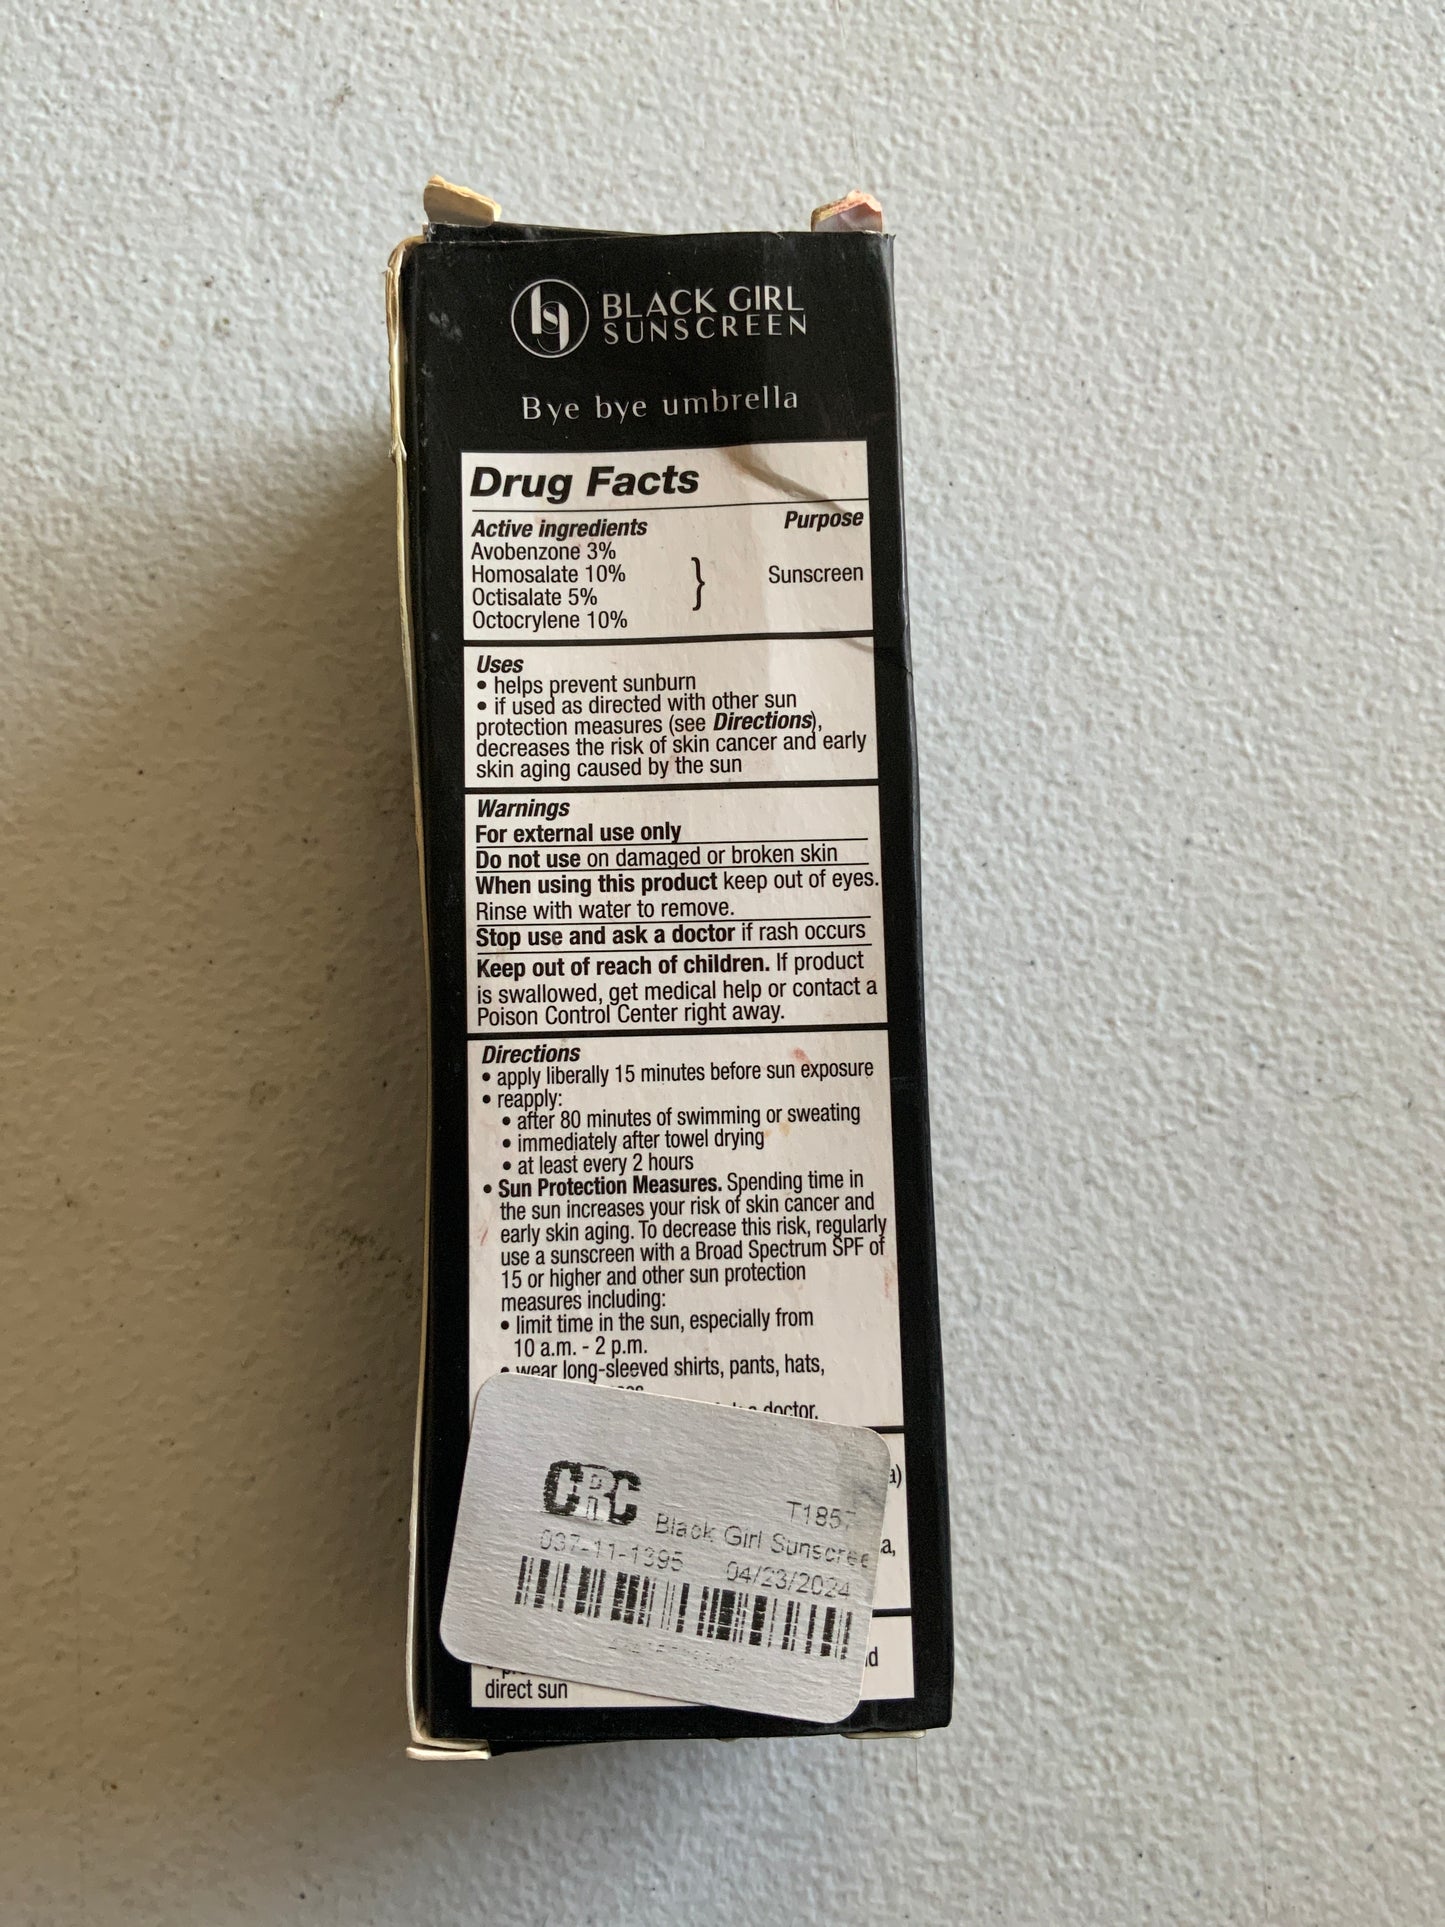 BLACK GIRL
SUNSCREEN
Bye bye umbrella
Drug Facts
Active ingredients Purpose
Avobenzone 3%
Homosalate 10% } Sunscreen
Octisalate 5%
Octocrylene 10%
Uses
• helps prevent sunburn
• if used as directed with other sun
protection measures (see Directions),
decreases the risk of skin cancer and early
skin aging caused by the sun
Warnings
For external use only
Do not use on damaged or broken skin
When using this product keep out of eyes.
Rinse with water to remove.
Stop use and ask a doctor if rash occurs
Keep out of reach of children. If product
is swallowed, get medical help or contact a
Poison Control Center right away.
Directions
• apply liberally 15 minutes before sun exposure
• reapply:
• after 80 minutes of swimming or sweating
• immediately after towel drying
• at least every 2 hours
• Sun Protection Measures. Spending time in
the sun increases your risk of skin cancer and
early skin aging. To decrease this risk, regularly
use a sunscreen with a Broad Spectrum SPF of
15 or higher and other sun protection
measures including:
• limit time in the sun, especially from
10 a.m. - 2 p.m.
• wear long-sleeved shirts, pants, hats,
doctor.
CRC T1857
Black Girl Sunscree
037-11-1395 04/23/2024
direct sun